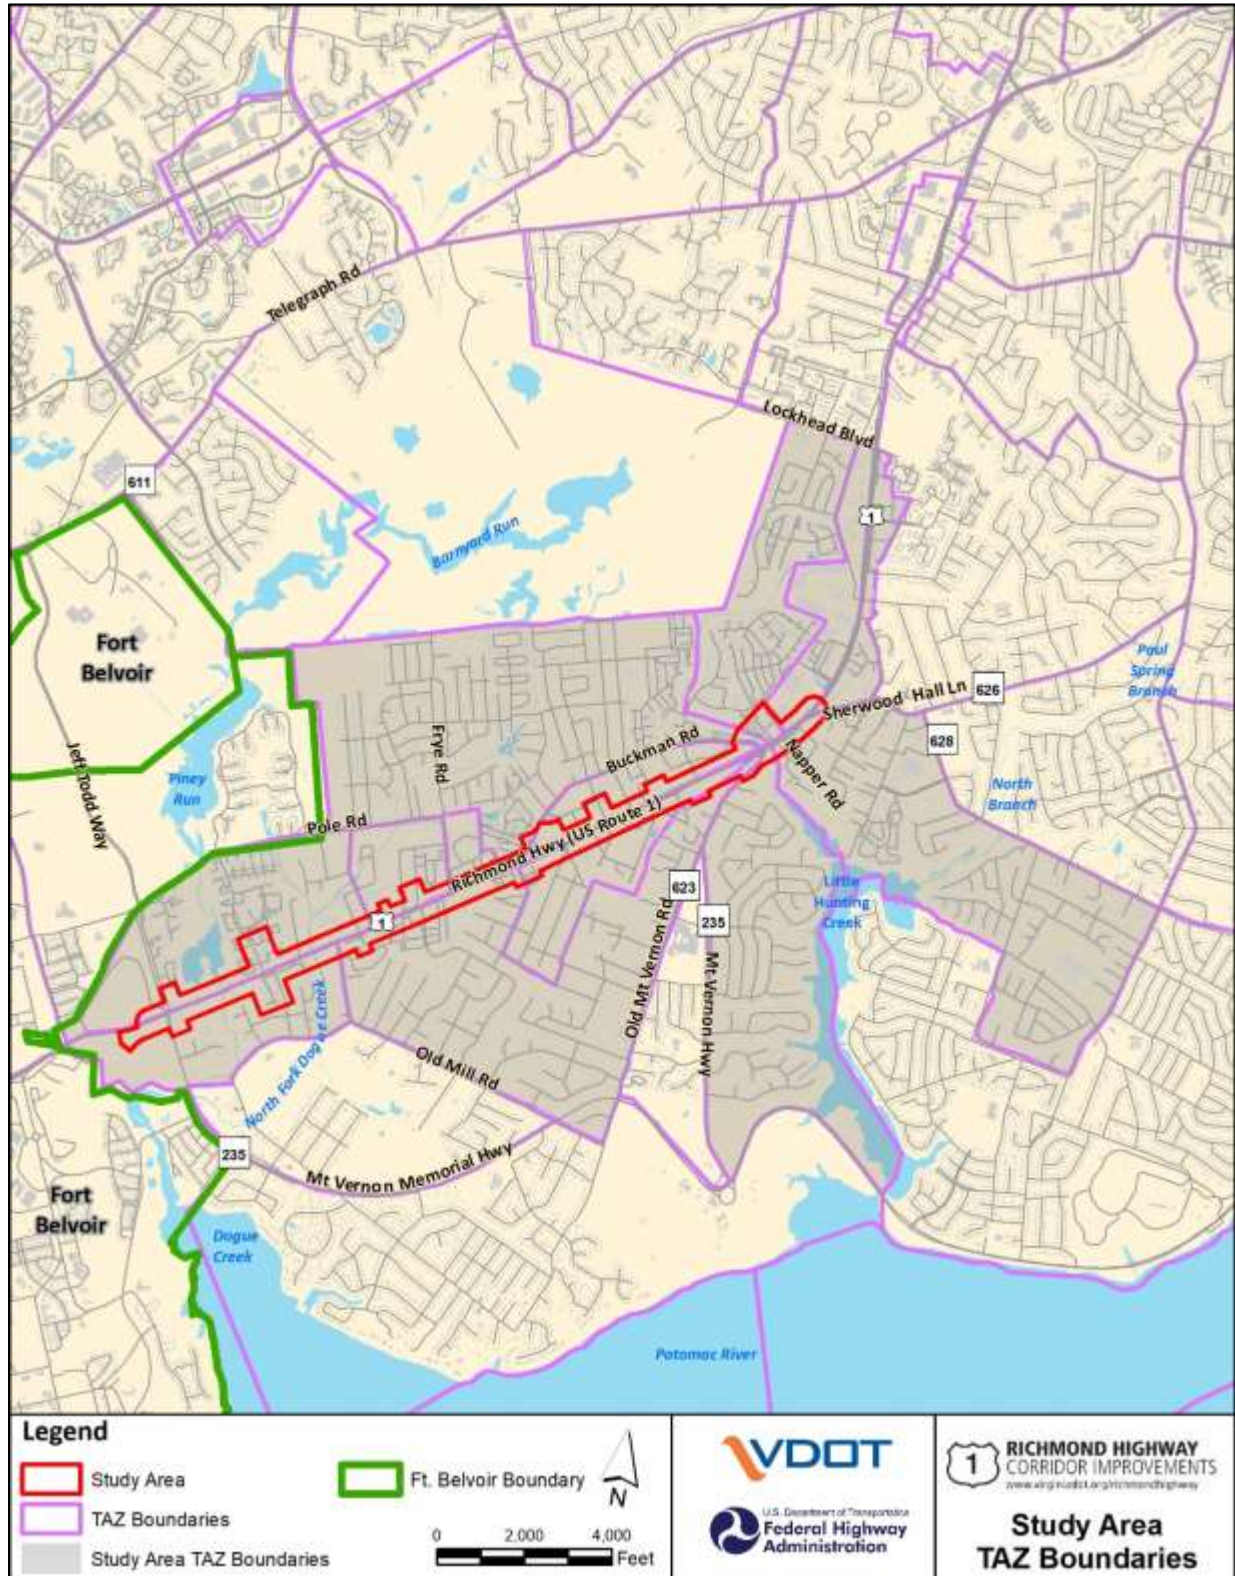 Telegraph Rd
Lockhead Blvd
611
1
Barnyard Run
Fort
Belvoir
Paul
Spring
Branch
Sherwood Hall Ln
626
628
Jeff Todd Way
Frye Rd
Buckman Rd
Napper Rd
Piney
Run
North
Branch
Pole Rd
Richmond Hwy (US Route 1)
623
Little
Hunting
Creek
1
235
Old Mt Vernon Rd
Mt Vernon Hwy
North Fork Dogue Creek
Old Mill Rd
235
Mt Vernon Memorial Hwy
Fort
Belvoir
Dogue
Creek
Potomac River
Legend
Study Area
TAZ Boundaries
Study Area TAZ Boundaries
Ft. Belvoir Boundary
N
0 2,000 4,000
Feet
VDOT
U.S. Department of Transportation
Federal Highway
Administration
1
RICHMOND HIGHWAY
CORRIDOR IMPROVEMENTS
www.virginiadot.org/richmondhighway
Study Area
TAZ Boundaries